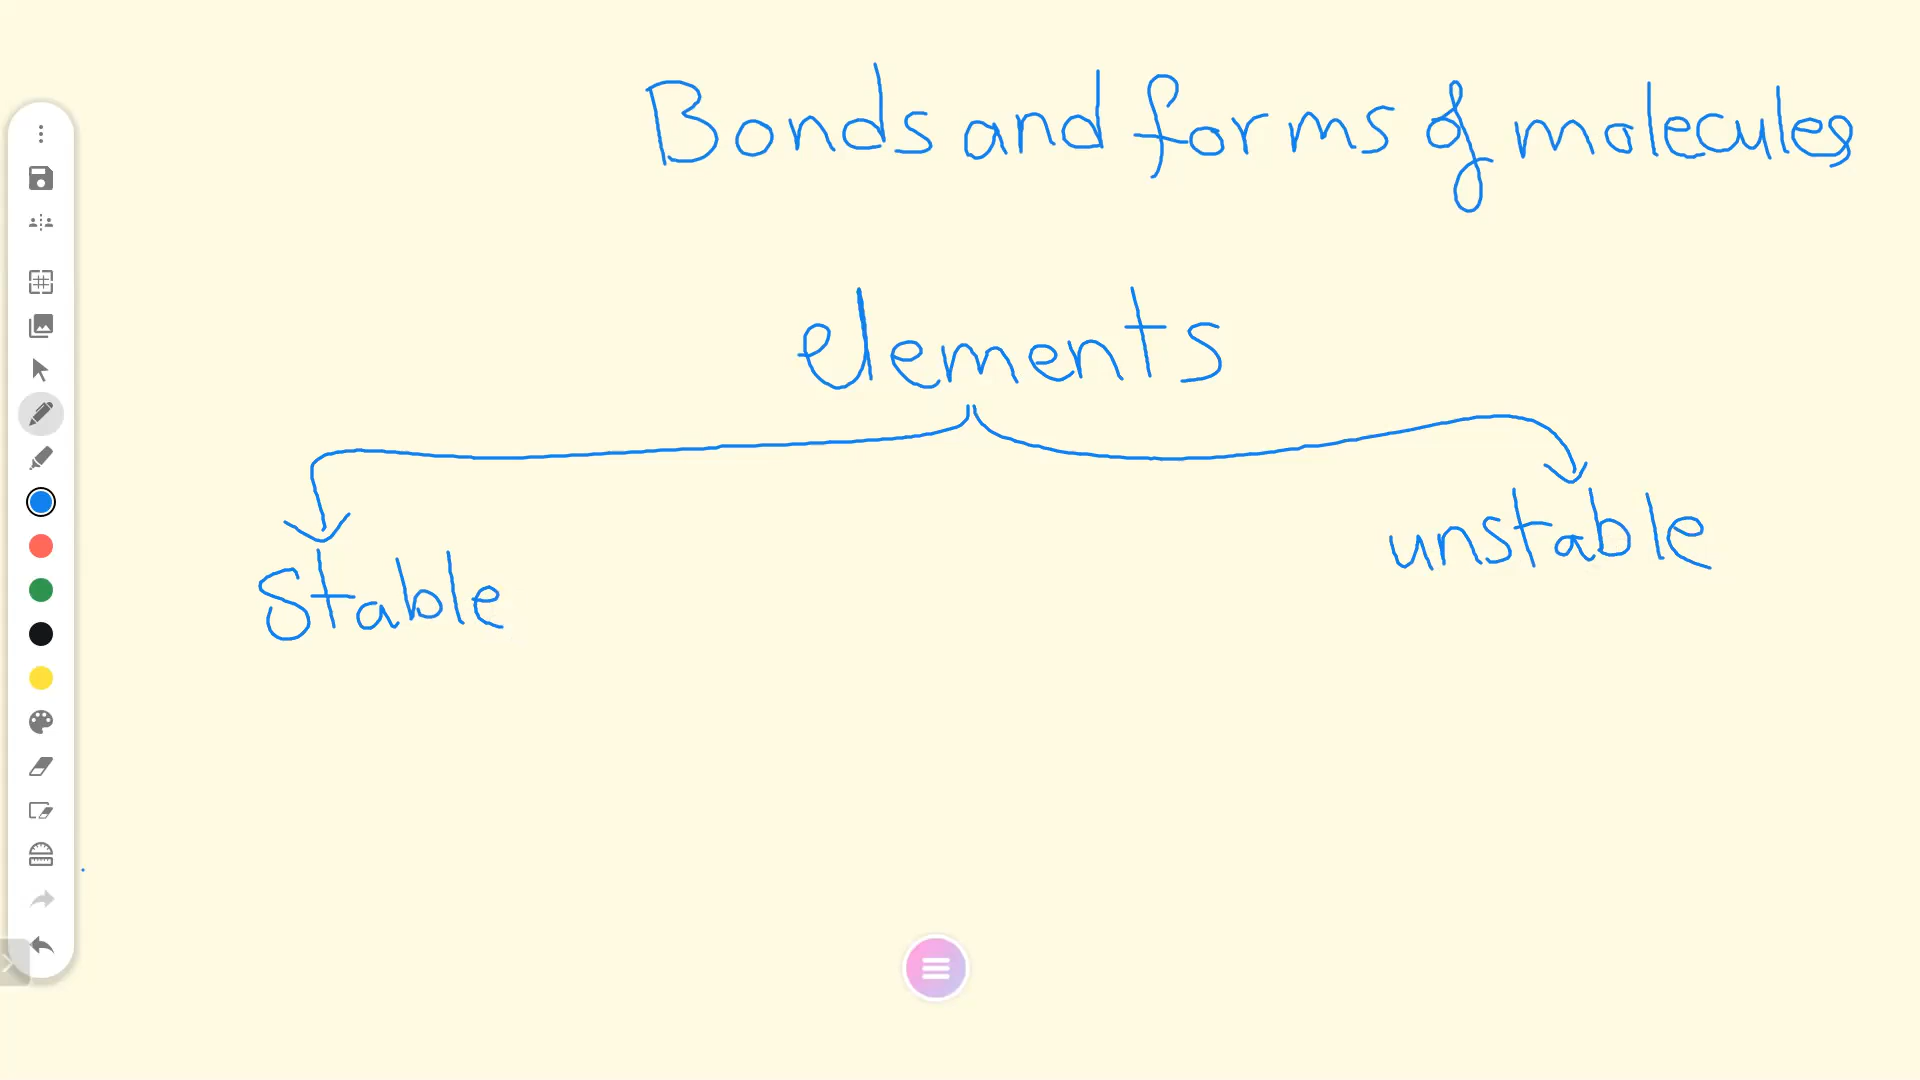 Bonds and forms of molecules
elements
Stable
unstable